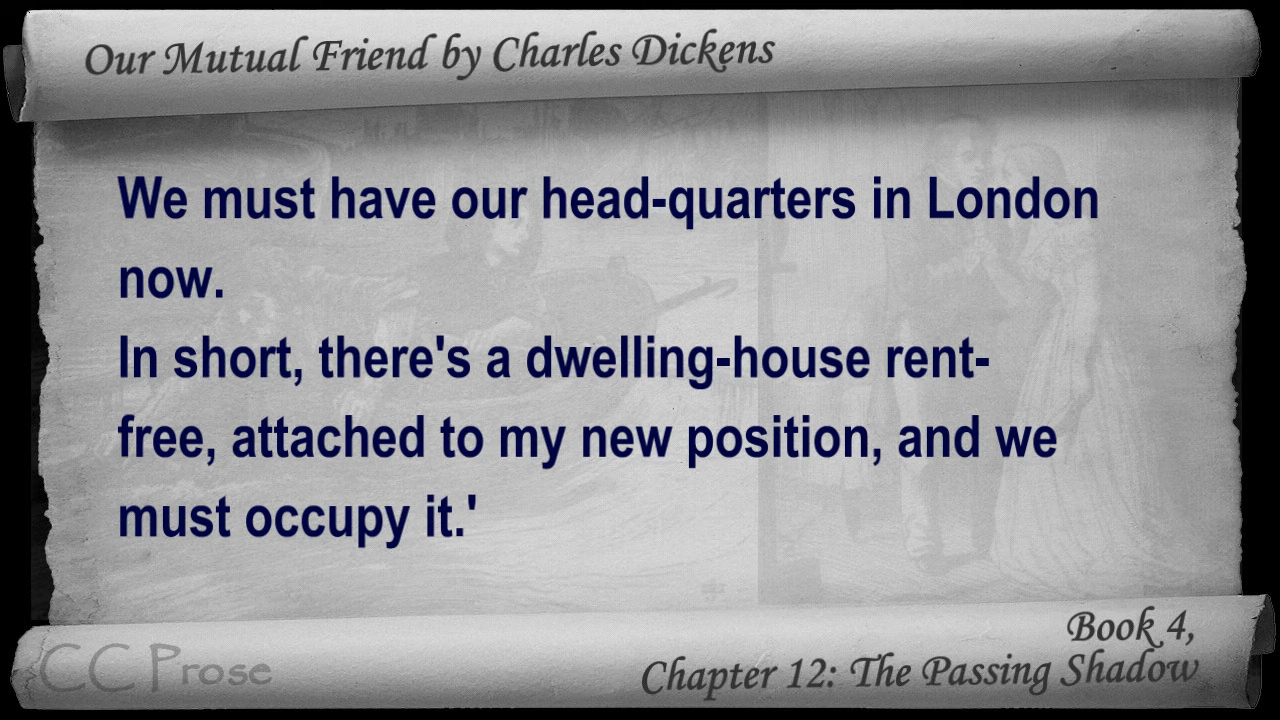 Our Mutual Friend by Charles Dickens
We must have our head-quarters in London
now.
In short, there's a dwelling-house rent-
free, attached to my new position, and we
must occupy it.'
Book 4,
CC Prose
Chapter 12: The Passing Shadow